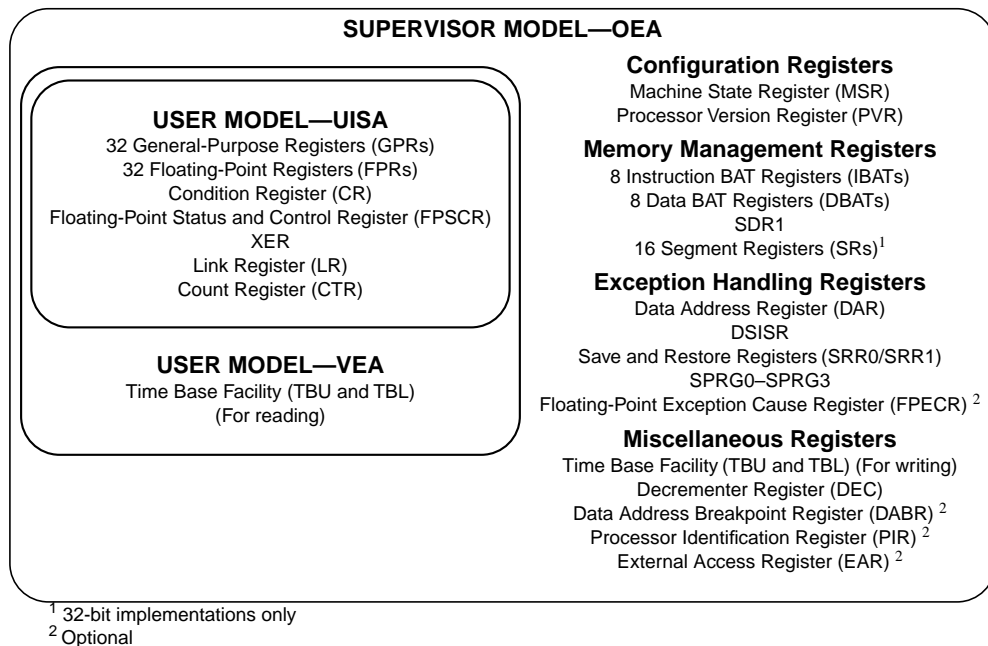 SUPERVISOR MODEL—OEA
USER MODEL—UISA
32 General-Purpose Registers (GPRs)
32 Floating-Point Registers (FPRs)
Condition Register (CR)
Floating-Point Status and Control Register (FPSCR)
XER
Link Register (LR)
Count Register (CTR)
USER MODEL—VEA
Time Base Facility (TBU and TBL)
(For reading)
Configuration Registers
Machine State Register (MSR)
Processor Version Register (PVR)
Memory Management Registers
8 Instruction BAT Registers (IBATs)
8 Data BAT Registers (DBATs)
SDR1
16 Segment Registers (SRs)1
Exception Handling Registers
Data Address Register (DAR)
DSISR
Save and Restore Registers (SRR0/SRR1)
SPRG0–SPRG3
Floating-Point Exception Cause Register (FPECR) 2
Miscellaneous Registers
Time Base Facility (TBU and TBL) (For writing)
Decrementer Register (DEC)
Data Address Breakpoint Register (DABR) 2
Processor Identification Register (PIR) 2
External Access Register (EAR) 2
1 32-bit implementations only
2 Optional